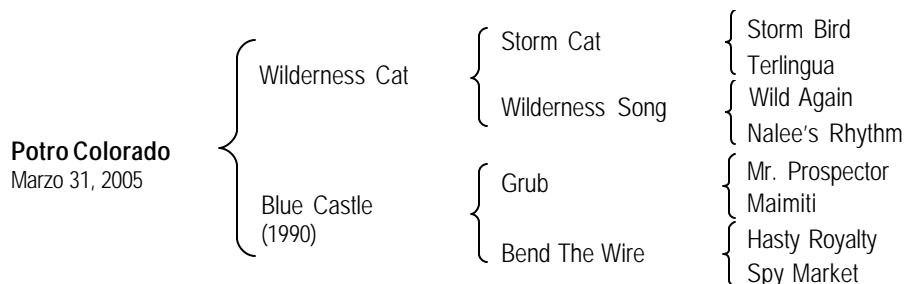 Potro Colorado
Marzo 31, 2005
Wilderness Cat
Blue Castle
(1990)
Storm Cat
Wilderness Song
Grub
Bend The Wire
Storm Bird
Terlingua
Wild Again
Nalee's Rhythm
Mr. Prospector
Maimiti
Hasty Royalty
Spy Market